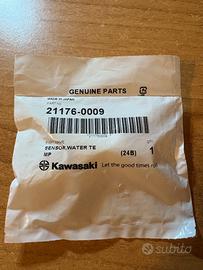 GENUINE PARTS
MADE IN JAPAN
21176-0009
SENSOR,WATER TE
MP
(24B)
1
Kawasaki
Let the good times roll
subito